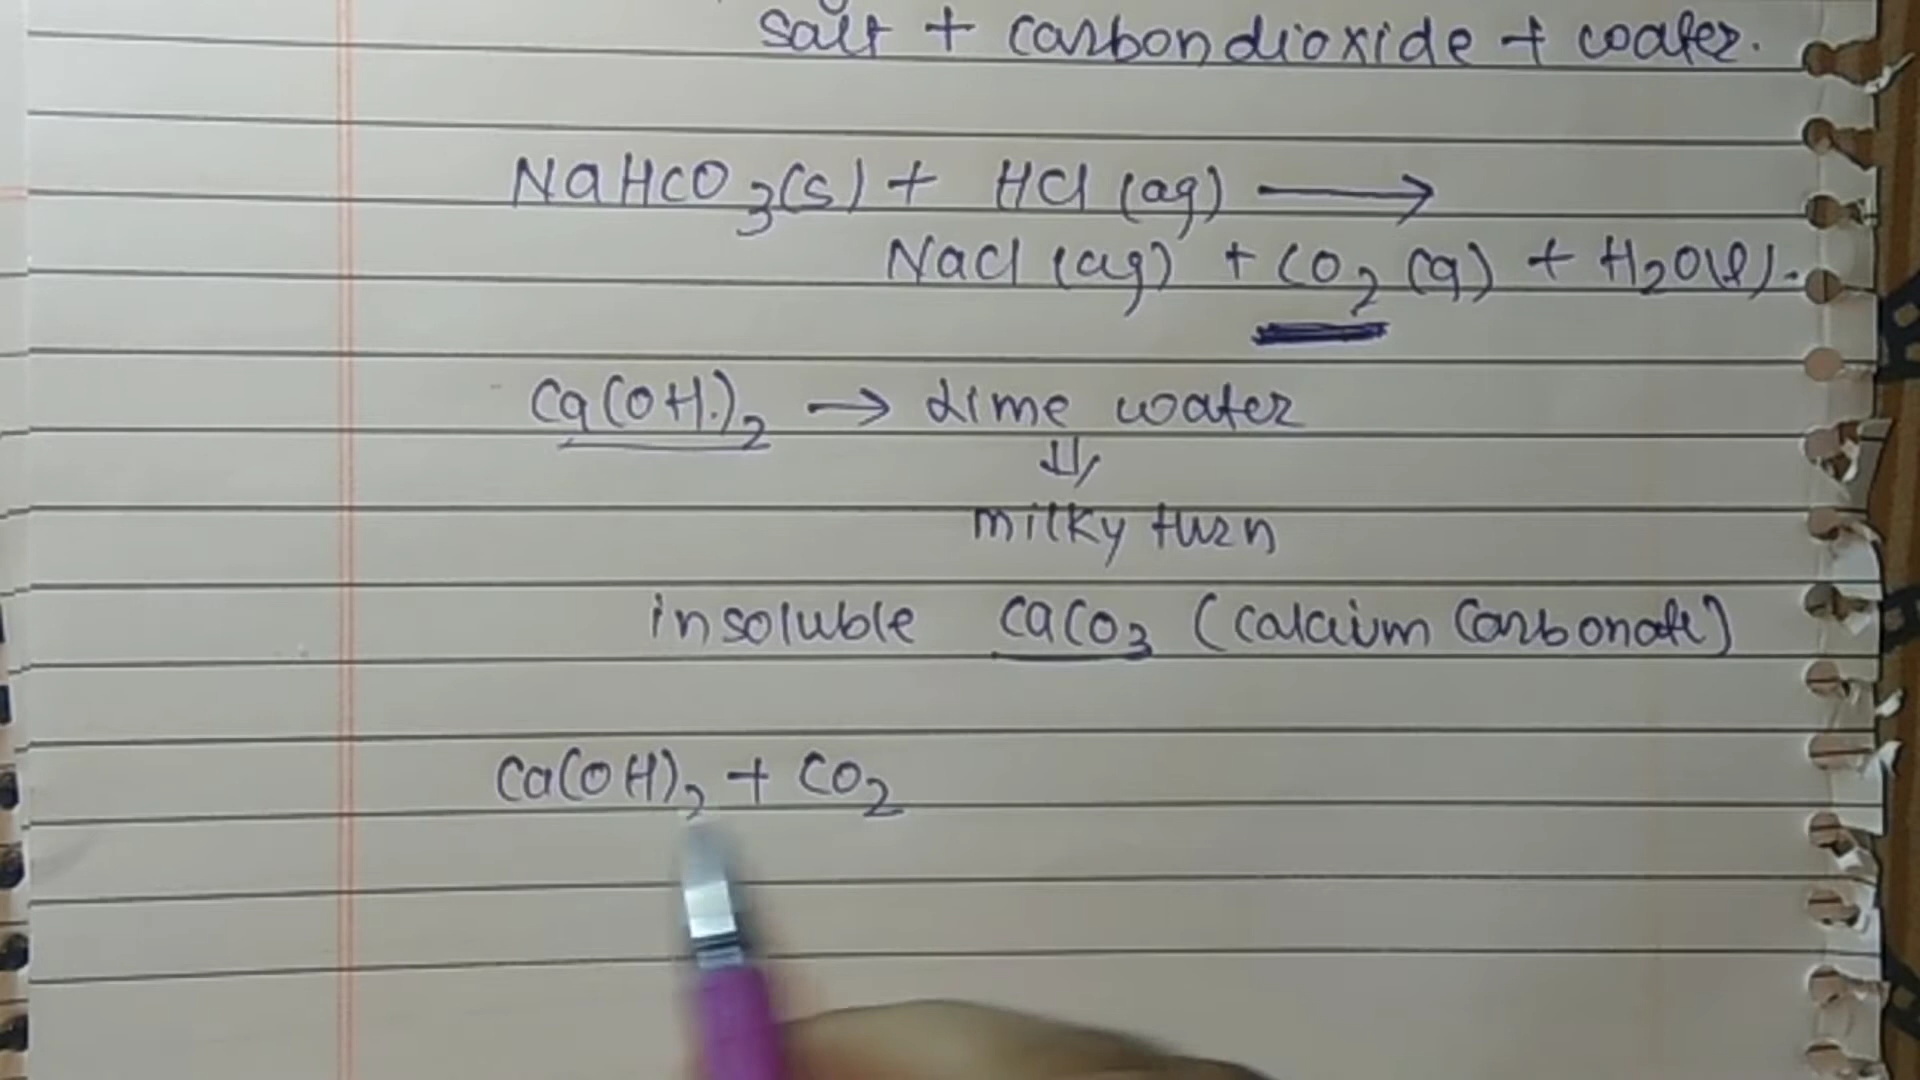 salt + carbondioxide + water.
NaHCO3(s) + HCl (aq) ⟶
NaCl (aq) + CO2 (g) + H2O(l).
Ca(OH)2 → Lime water
⇓
milky turn
insoluble CaCO3 (Calcium Carbonate)
Ca(OH)2 + CO2